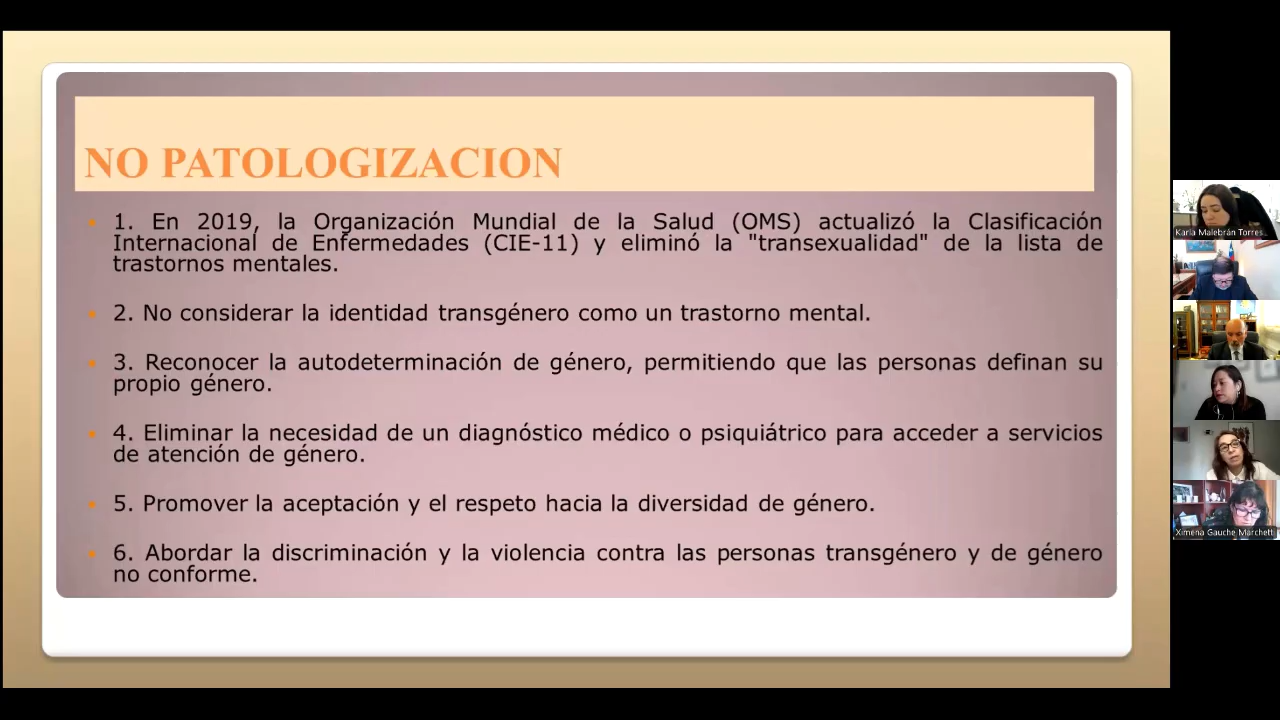 NO PATOLOGIZACION
1. En 2019, la Organización Mundial de la Salud (OMS) actualizó la Clasificación
Internacional de Enfermedades (CIE-11) y eliminó la "transexualidad" de la lista de
trastornos mentales.
2. No considerar la identidad transgénero como un trastorno mental.
3. Reconocer la autodeterminación de género, permitiendo que las personas definan su
propio género.
4. Eliminar la necesidad de un diagnóstico médico o psiquiátrico para acceder a servicios
de atención de género.
5. Promover la aceptación y el respeto hacia la diversidad de género.
6. Abordar la discriminación y la violencia contra las personas transgénero y de género
no conforme.
Karla Malebrán Torres...
Ximena Gauche Marchetti